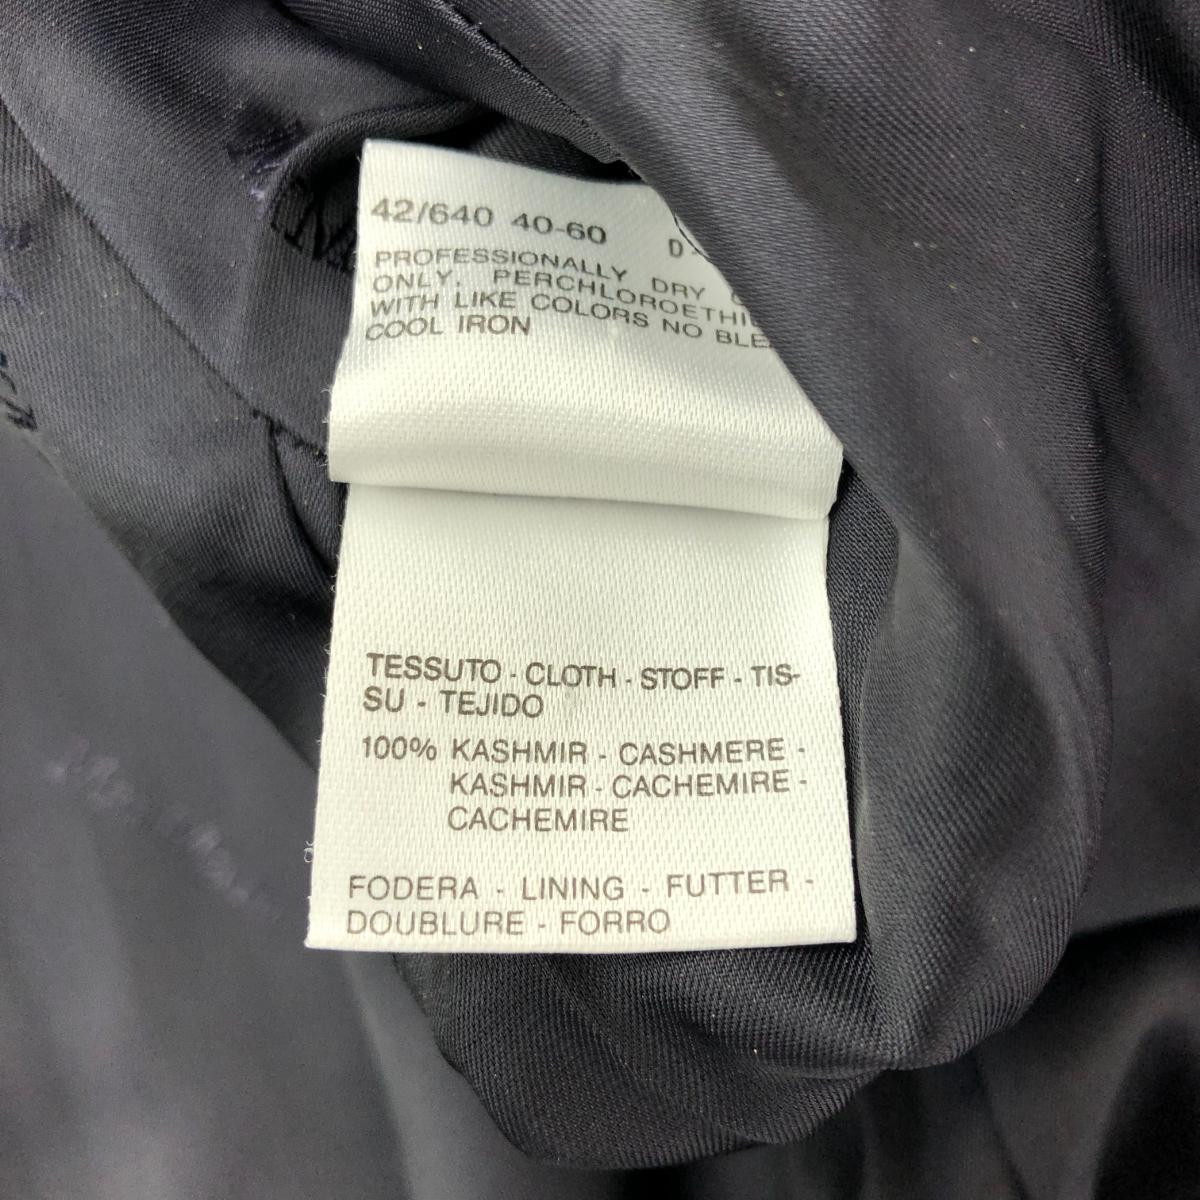 42/640 40-60 D
PROFESSIONALLY DRY
ONLY. PERCHLOROETHI
WITH LIKE COLORS NO BLE
COOL IRON
TESSUTO - CLOTH - STOFF - TIS-
SU - TEJIDO
100% KASHMIR - CASHMERE -
KASHMIR - CACHEMIRE -
CACHEMIRE
FODERA - LINING - FUTTER -
DOUBLURE - FORRO